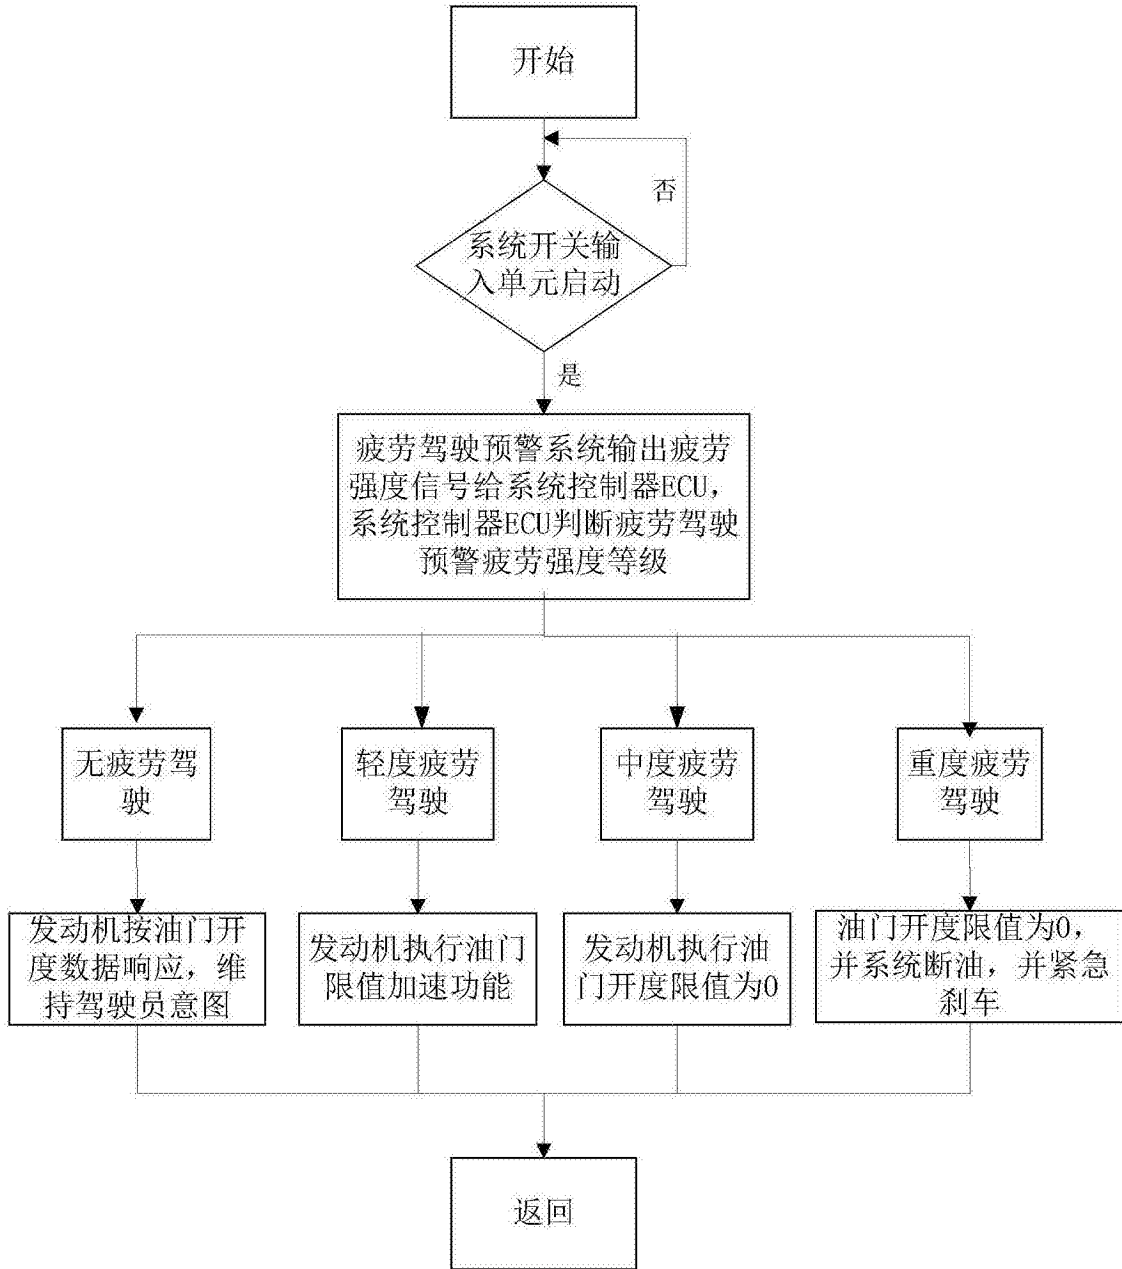 开始
否
系统开关输
入单元启动
是
疲劳驾驶预警系统输出疲劳
强度信号给系统控制器ECU，
系统控制器ECU判断疲劳驾驶
预警疲劳强度等级
无疲劳驾
驶
轻度疲劳
驾驶
中度疲劳
驾驶
重度疲劳
驾驶
发动机按油门开
度数据响应，维
持驾驶员意图
发动机执行油门
限值加速功能
发动机执行油
门开度限值为0
油门开度限值为0，
并系统断油，并紧急
刹车
返回